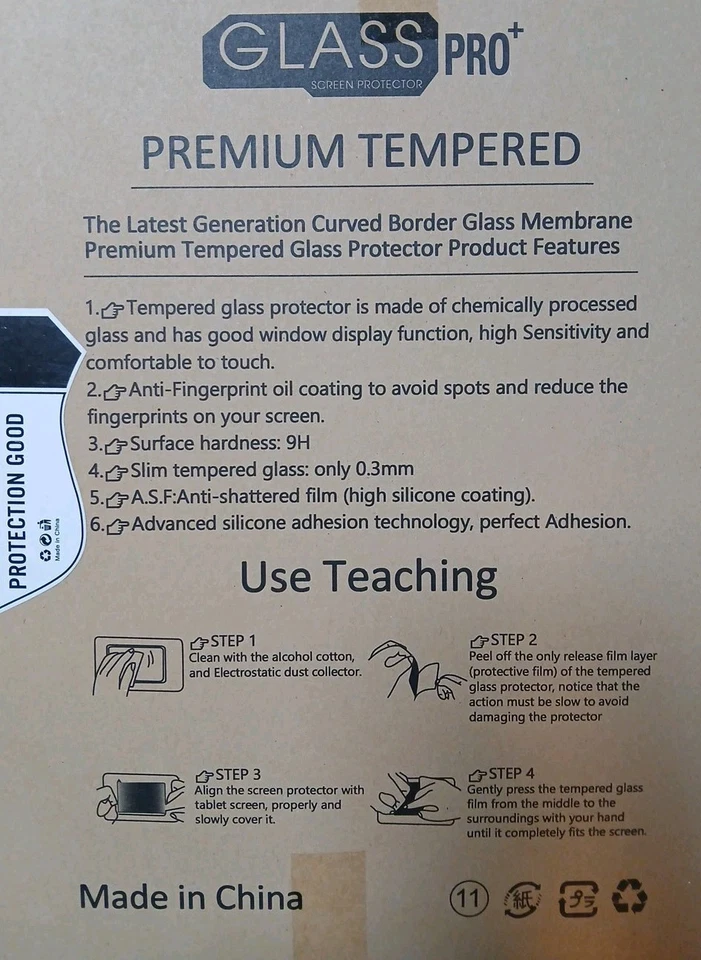 GLASS PRO+
SCREEN PROTECTOR
PREMIUM TEMPERED
The Latest Generation Curved Border Glass Membrane
Premium Tempered Glass Protector Product Features
1.👉Tempered glass protector is made of chemically processed
glass and has good window display function, high Sensitivity and
comfortable to touch.
2.👉Anti-Fingerprint oil coating to avoid spots and reduce the
fingerprints on your screen.
3.👉Surface hardness: 9H
4.👉Slim tempered glass: only 0.3mm
5.👉A.S.F:Anti-shattered film (high silicone coating).
6.👉Advanced silicone adhesion technology, perfect Adhesion.
PROTECTION GOOD
Made in China
Use Teaching
👉STEP 1
Clean with the alcohol cotton,
and Electrostatic dust collector.
👉STEP 2
Peel off the only release film layer
(protective film) of the tempered
glass protector, notice that the
action must be slow to avoid
damaging the protector
👉STEP 3
Align the screen protector with
tablet screen, properly and
slowly cover it.
👉STEP 4
Gently press the tempered glass
film from the middle to the
surroundings with your hand
until it completely fits the screen.
Made in China
11 紙 プラ